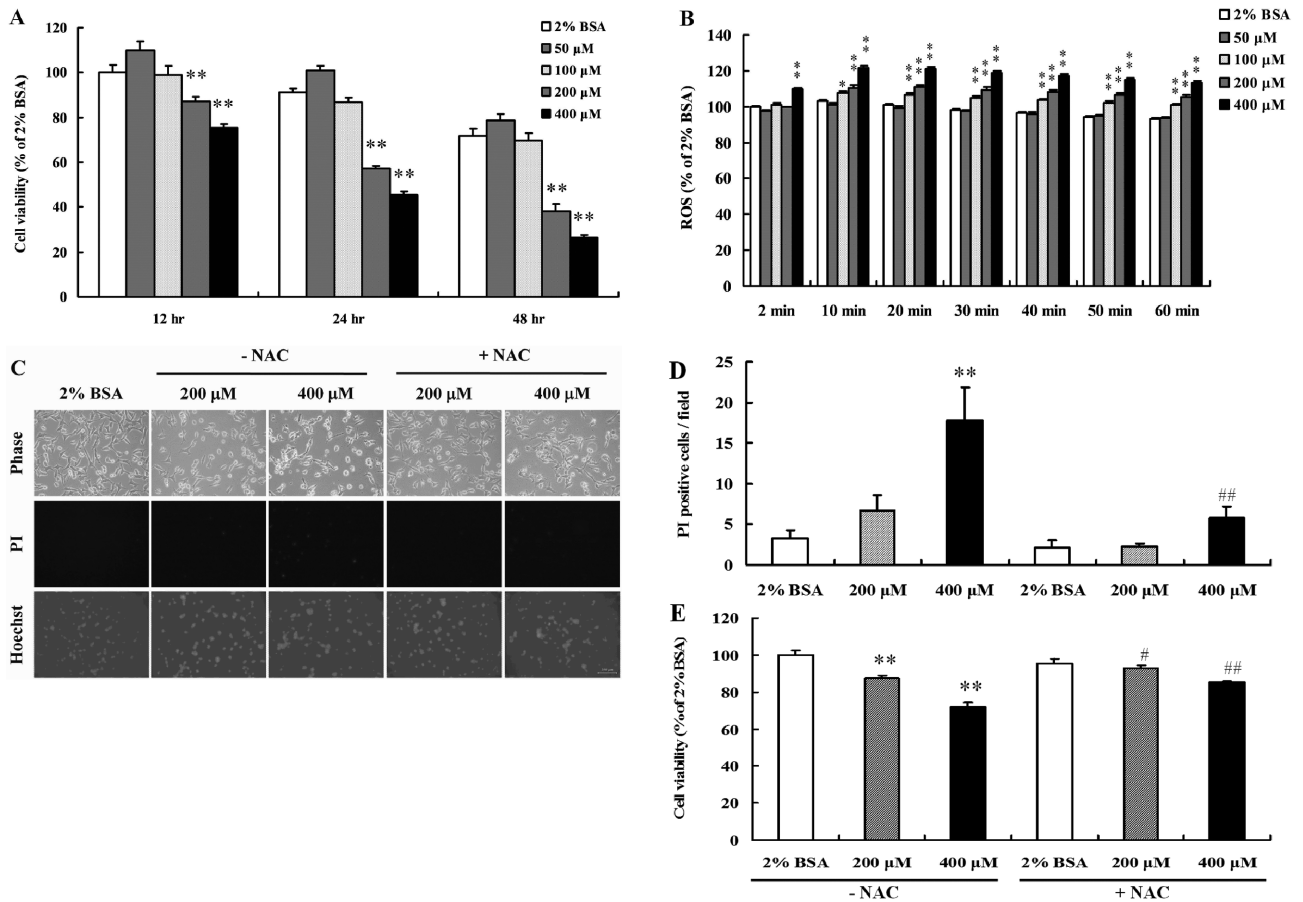 A
Cell viability (% of 2% BSA)
120
100
80
60
40
20
0
** ** ** ** ** **
12 hr 24 hr 48 hr
2% BSA
50 µM
100 µM
200 µM
400 µM
B
ROS (% of 2% BSA)
140
120
100
80
60
40
20
0
** * ** ** ** ** ** ** ** ** ** ** ** ** ** ** ** ** **
2 min 10 min 20 min 30 min 40 min 50 min 60 min
2% BSA
50 µM
100 µM
200 µM
400 µM
C
- NAC + NAC
2% BSA 200 µM 400 µM 200 µM 400 µM
Phase
PI
Hoechst
D
PI positive cells / field
25
20
15
10
5
0
** ##
2% BSA 200 µM 400 µM 2% BSA 200 µM 400 µM
E
Cell viability (%of 2%BSA)
120
100
80
60
40
20
0
** ** # ##
2% BSA 200 µM 400 µM 2% BSA 200 µM 400 µM
- NAC + NAC